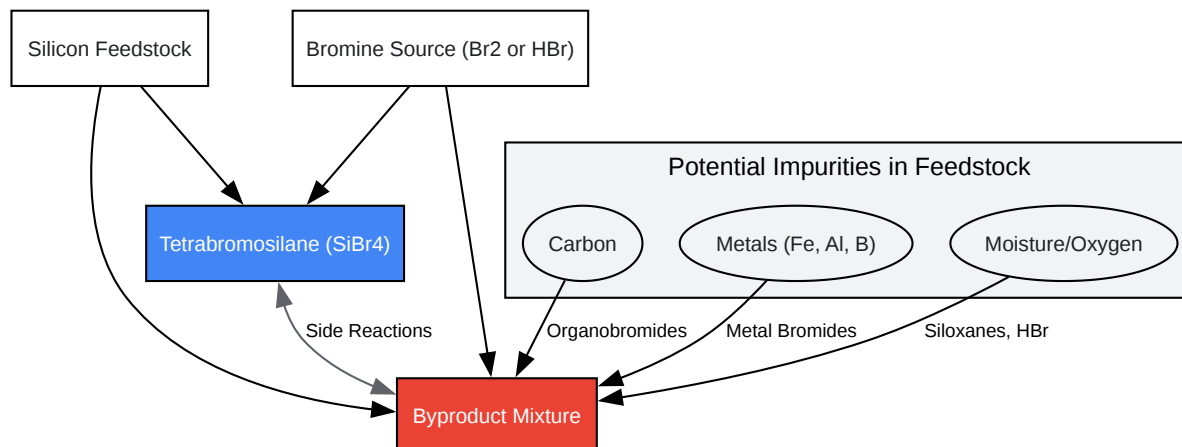 Silicon Feedstock
Bromine Source (Br2 or HBr)
Potential Impurities in Feedstock
Tetrabromosilane (SiBr4)
Carbon
Metals (Fe, Al, B)
Moisture/Oxygen
Side Reactions
Organobromides
Metal Bromides
Siloxanes, HBr
Byproduct Mixture